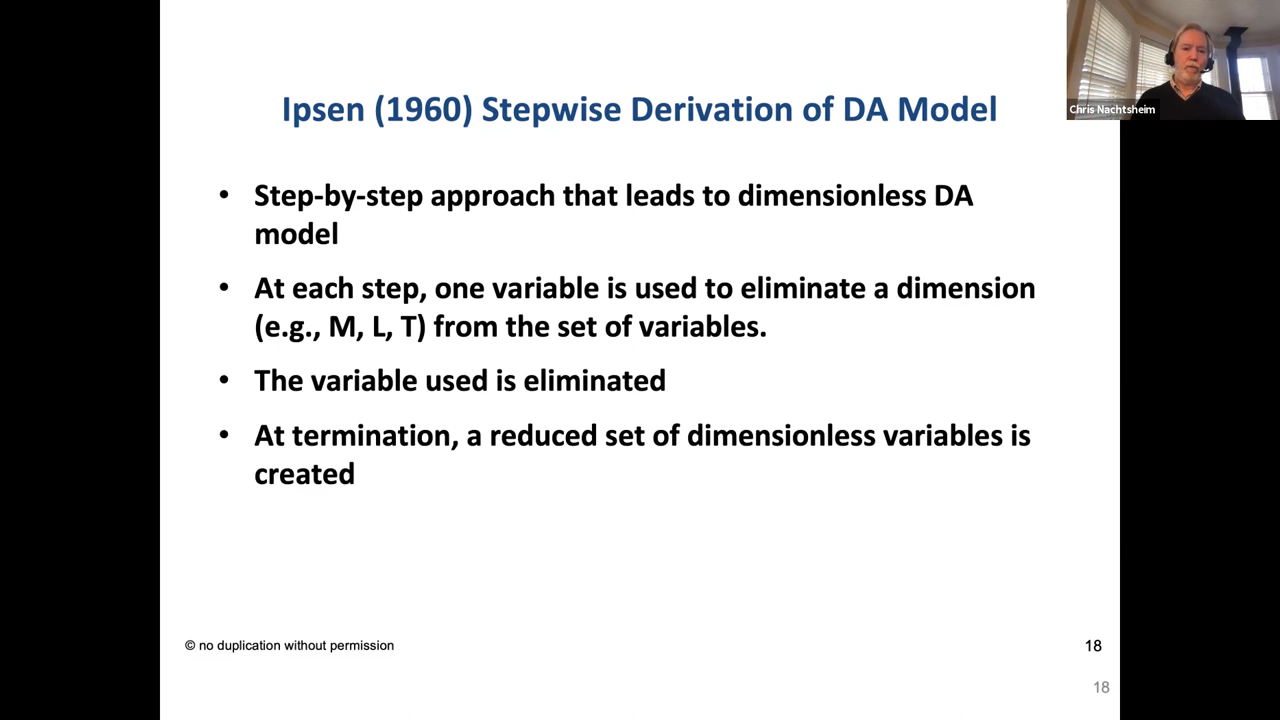 Chris Nachtsheim
Ipsen (1960) Stepwise Derivation of DA Model
• Step-by-step approach that leads to dimensionless DA
model
• At each step, one variable is used to eliminate a dimension
(e.g., M, L, T) from the set of variables.
• The variable used is eliminated
• At termination, a reduced set of dimensionless variables is
created
© no duplication without permission
18
18